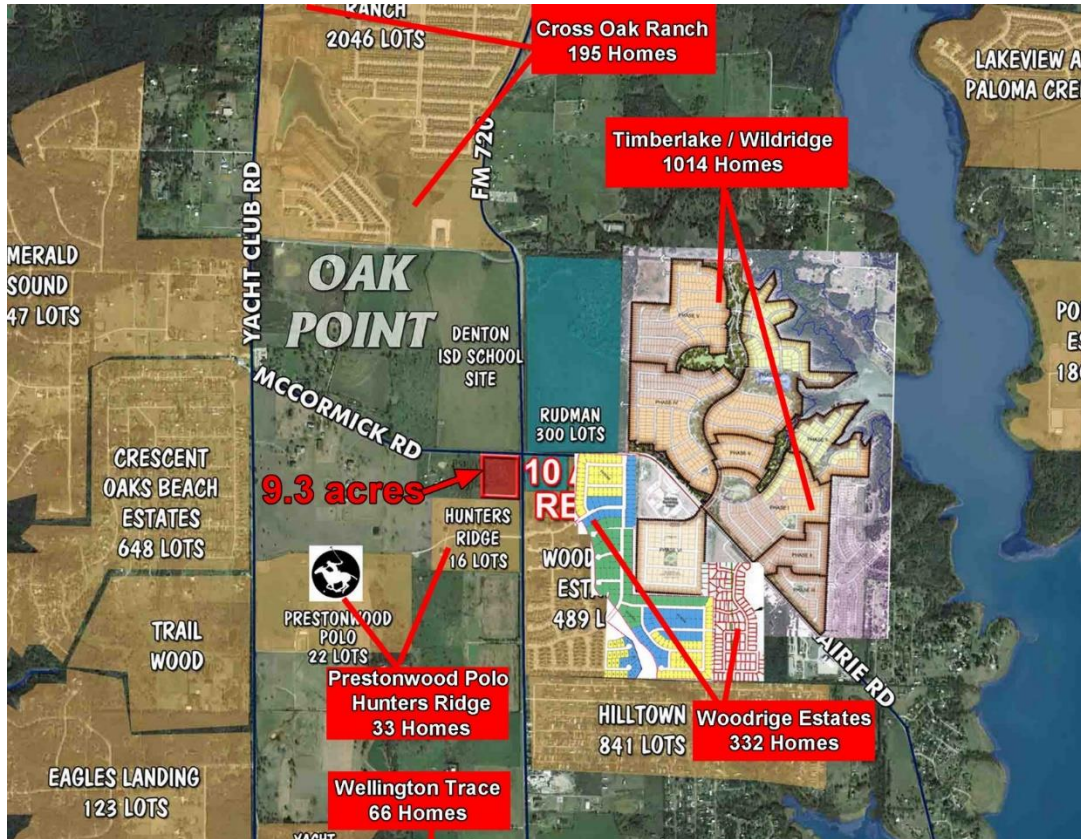 RANCH
2046 LOTS
Cross Oak Ranch
195 Homes
LAKEVIEW A
PALOMA CREE
FM 720
Timberlake / Wildridge
1014 Homes
YACHT CLUB RD
MERALD
SOUND
47 LOTS
OAK
POINT
DENTON
ISD SCHOOL
SITE
MCCORMICK RD
RUDMAN
300 LOTS
CRESCENT
OAKS BEACH
ESTATES
648 LOTS
9.3 acres
10 A
RE
HUNTERS
RIDGE
16 LOTS
WOOD
ESTA
489 L
TRAIL
WOOD
PRESTONWOOD
POLO
22 LOTS
Prestonwood Polo
Hunters Ridge
33 Homes
AIRIE RD
HILLTOWN
841 LOTS
Woodrige Estates
332 Homes
EAGLES LANDING
123 LOTS
Wellington Trace
66 Homes
YACHT